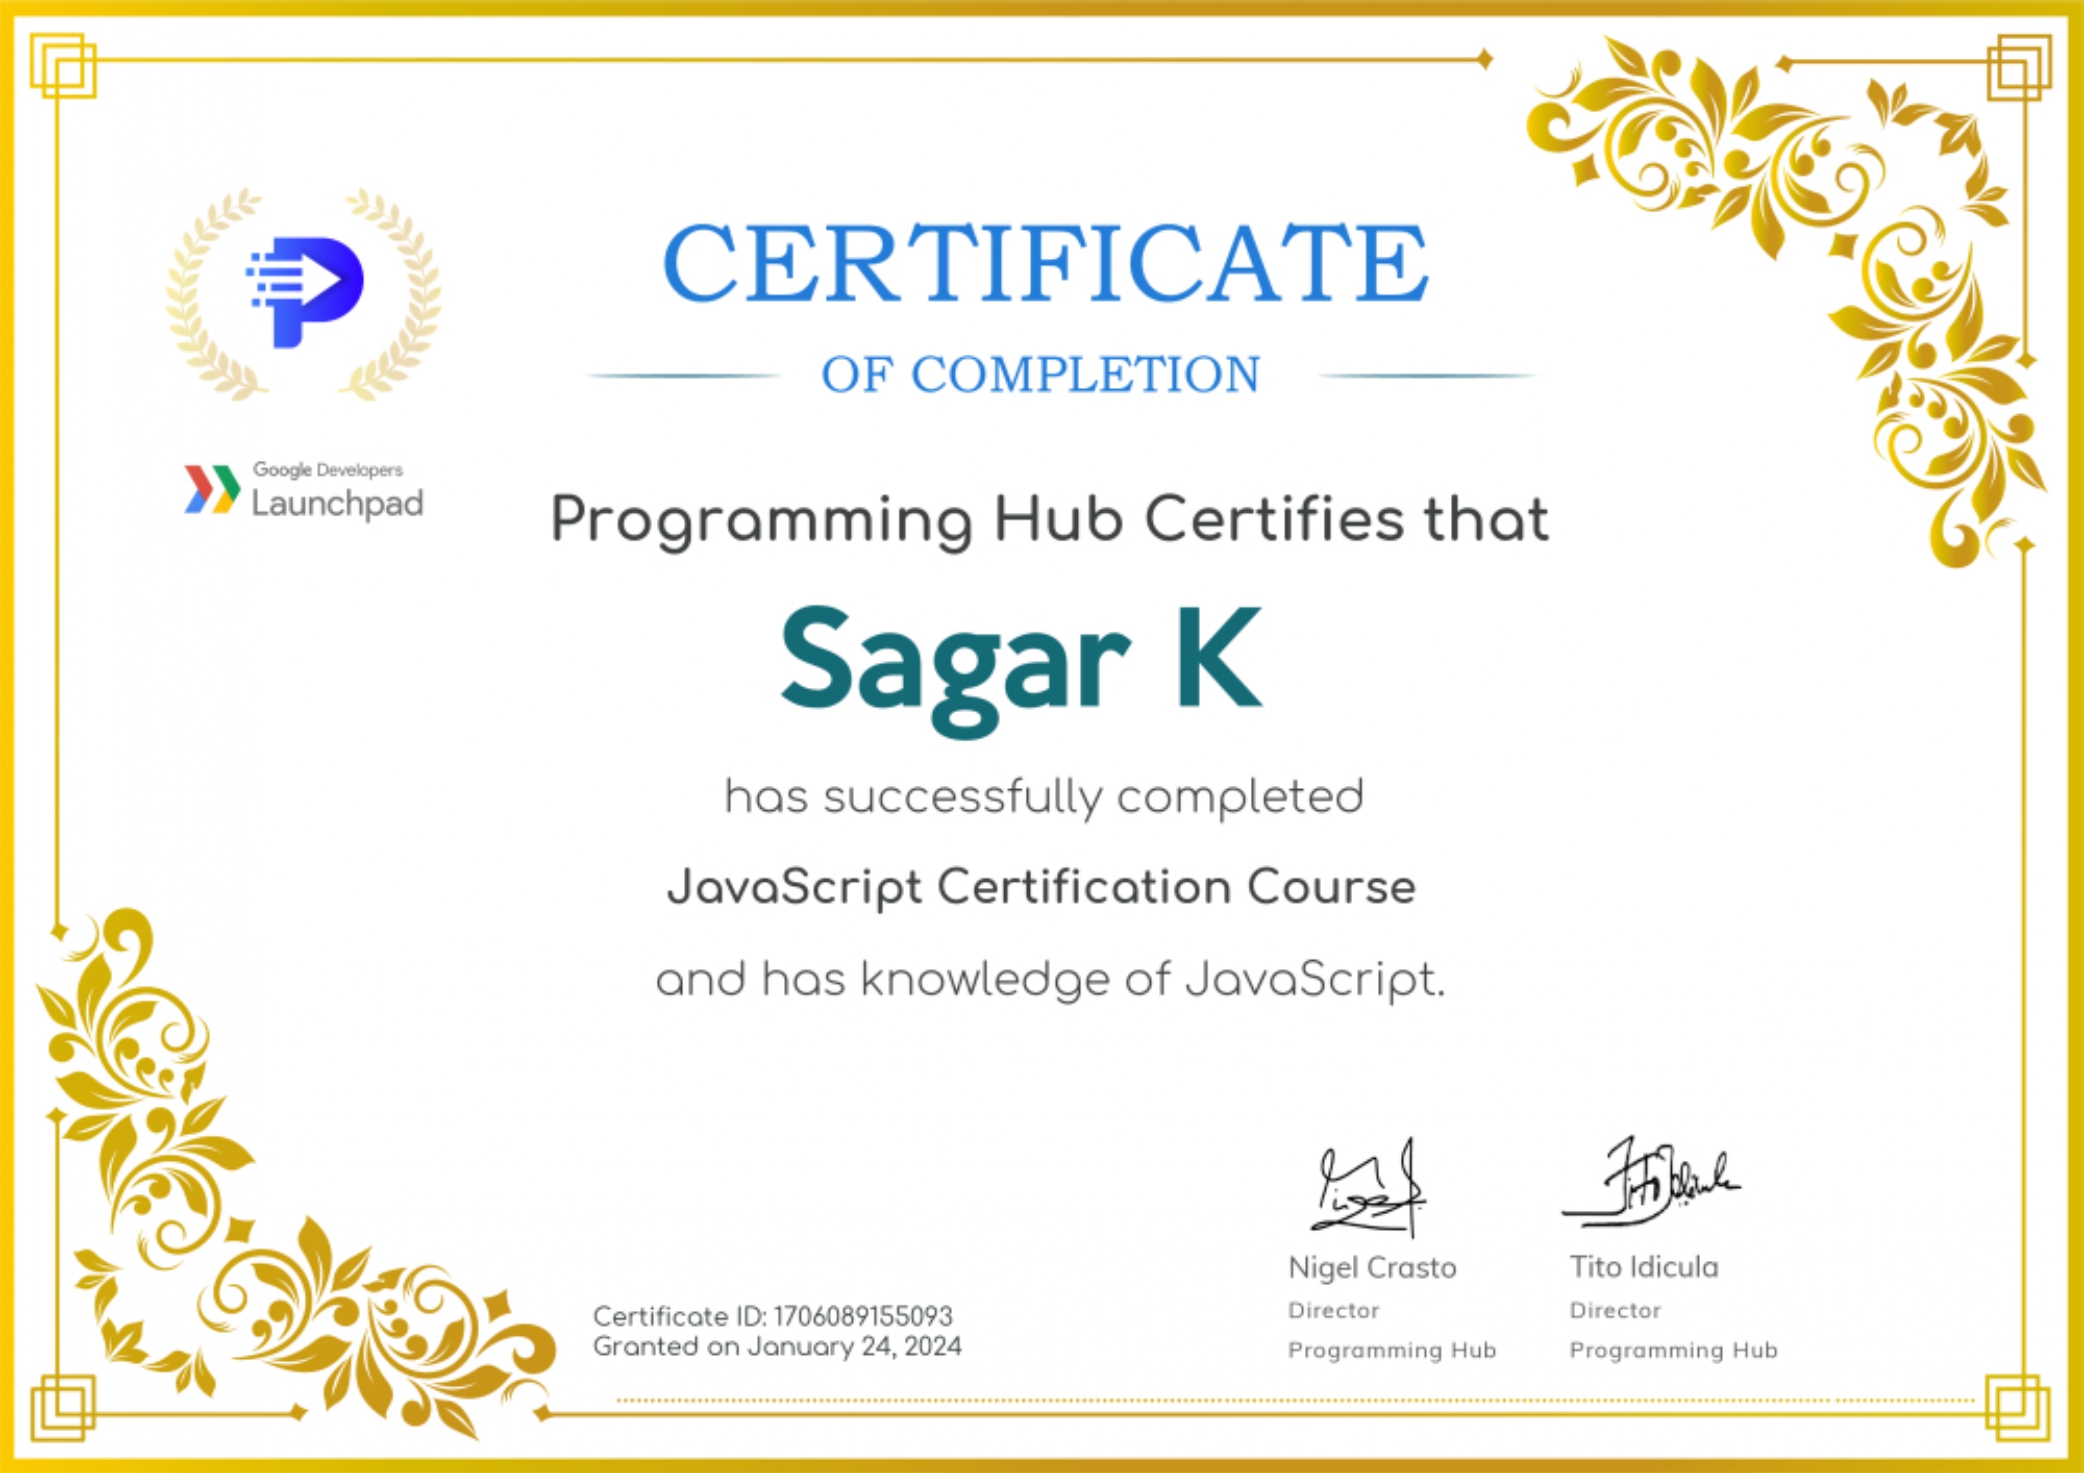 CERTIFICATE
OF COMPLETION
Google Developers
Launchpad
Programming Hub Certifies that
Sagar K
has successfully completed
JavaScript Certification Course
and has knowledge of JavaScript.
Nigel Crasto
Director
Programming Hub
Tito Idicula
Director
Programming Hub
Certificate ID: 1706089155093
Granted on January 24, 2024